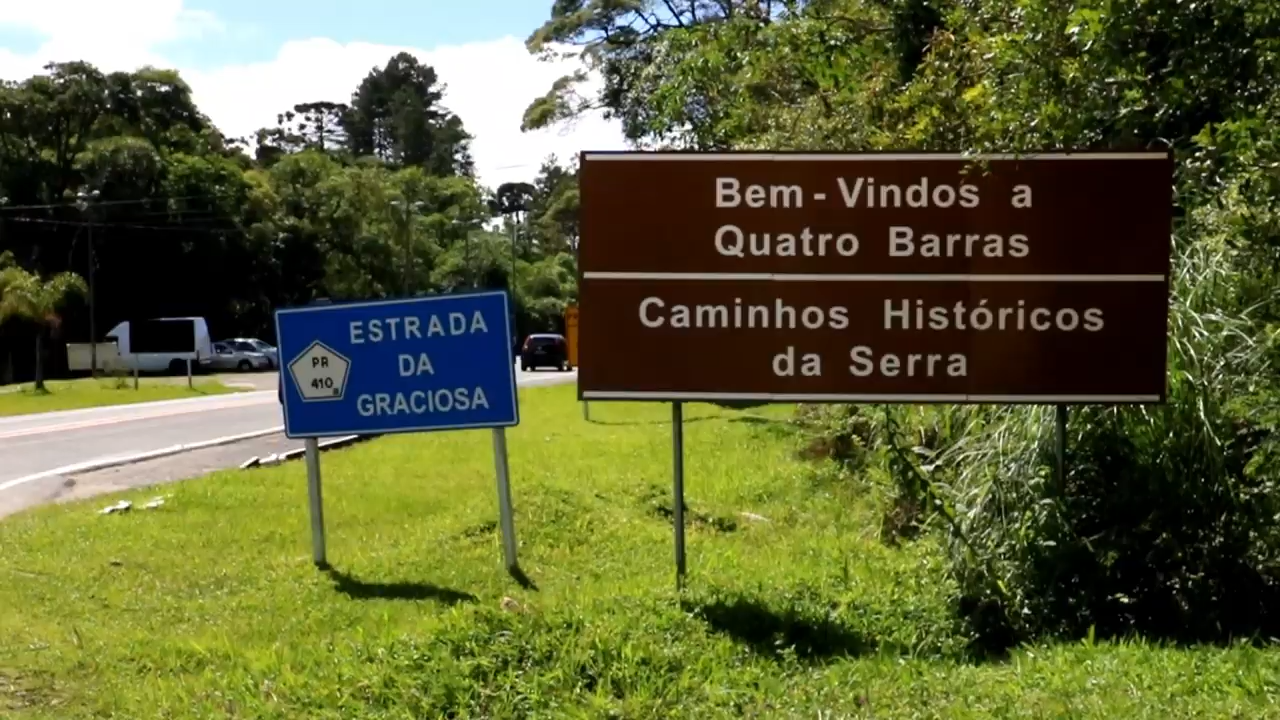 ESTRADA
DA
GRACIOSA
PR
410
Bem - Vindos a
Quatro Barras
Caminhos Históricos
da Serra